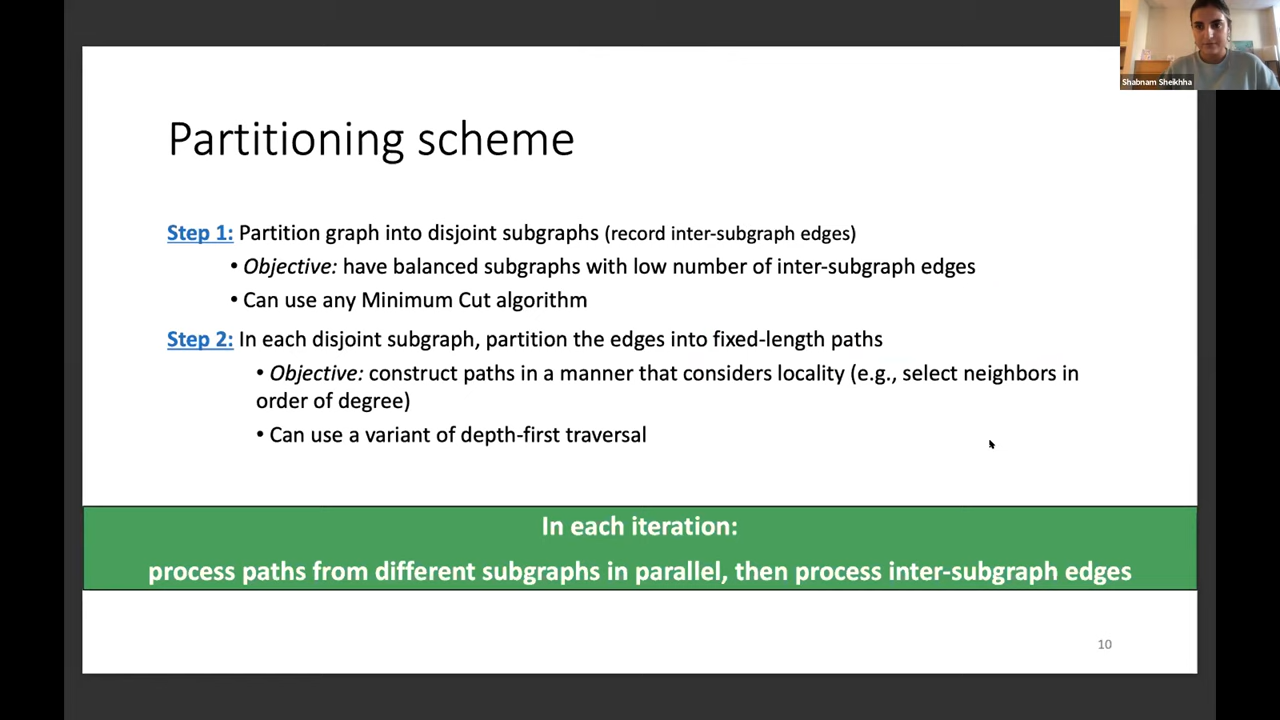 Shabnam Sheikhha
Partitioning scheme
Step 1: Partition graph into disjoint subgraphs (record inter-subgraph edges)
• Objective: have balanced subgraphs with low number of inter-subgraph edges
• Can use any Minimum Cut algorithm
Step 2: In each disjoint subgraph, partition the edges into fixed-length paths
• Objective: construct paths in a manner that considers locality (e.g., select neighbors in
order of degree)
• Can use a variant of depth-first traversal
In each iteration:
process paths from different subgraphs in parallel, then process inter-subgraph edges
10